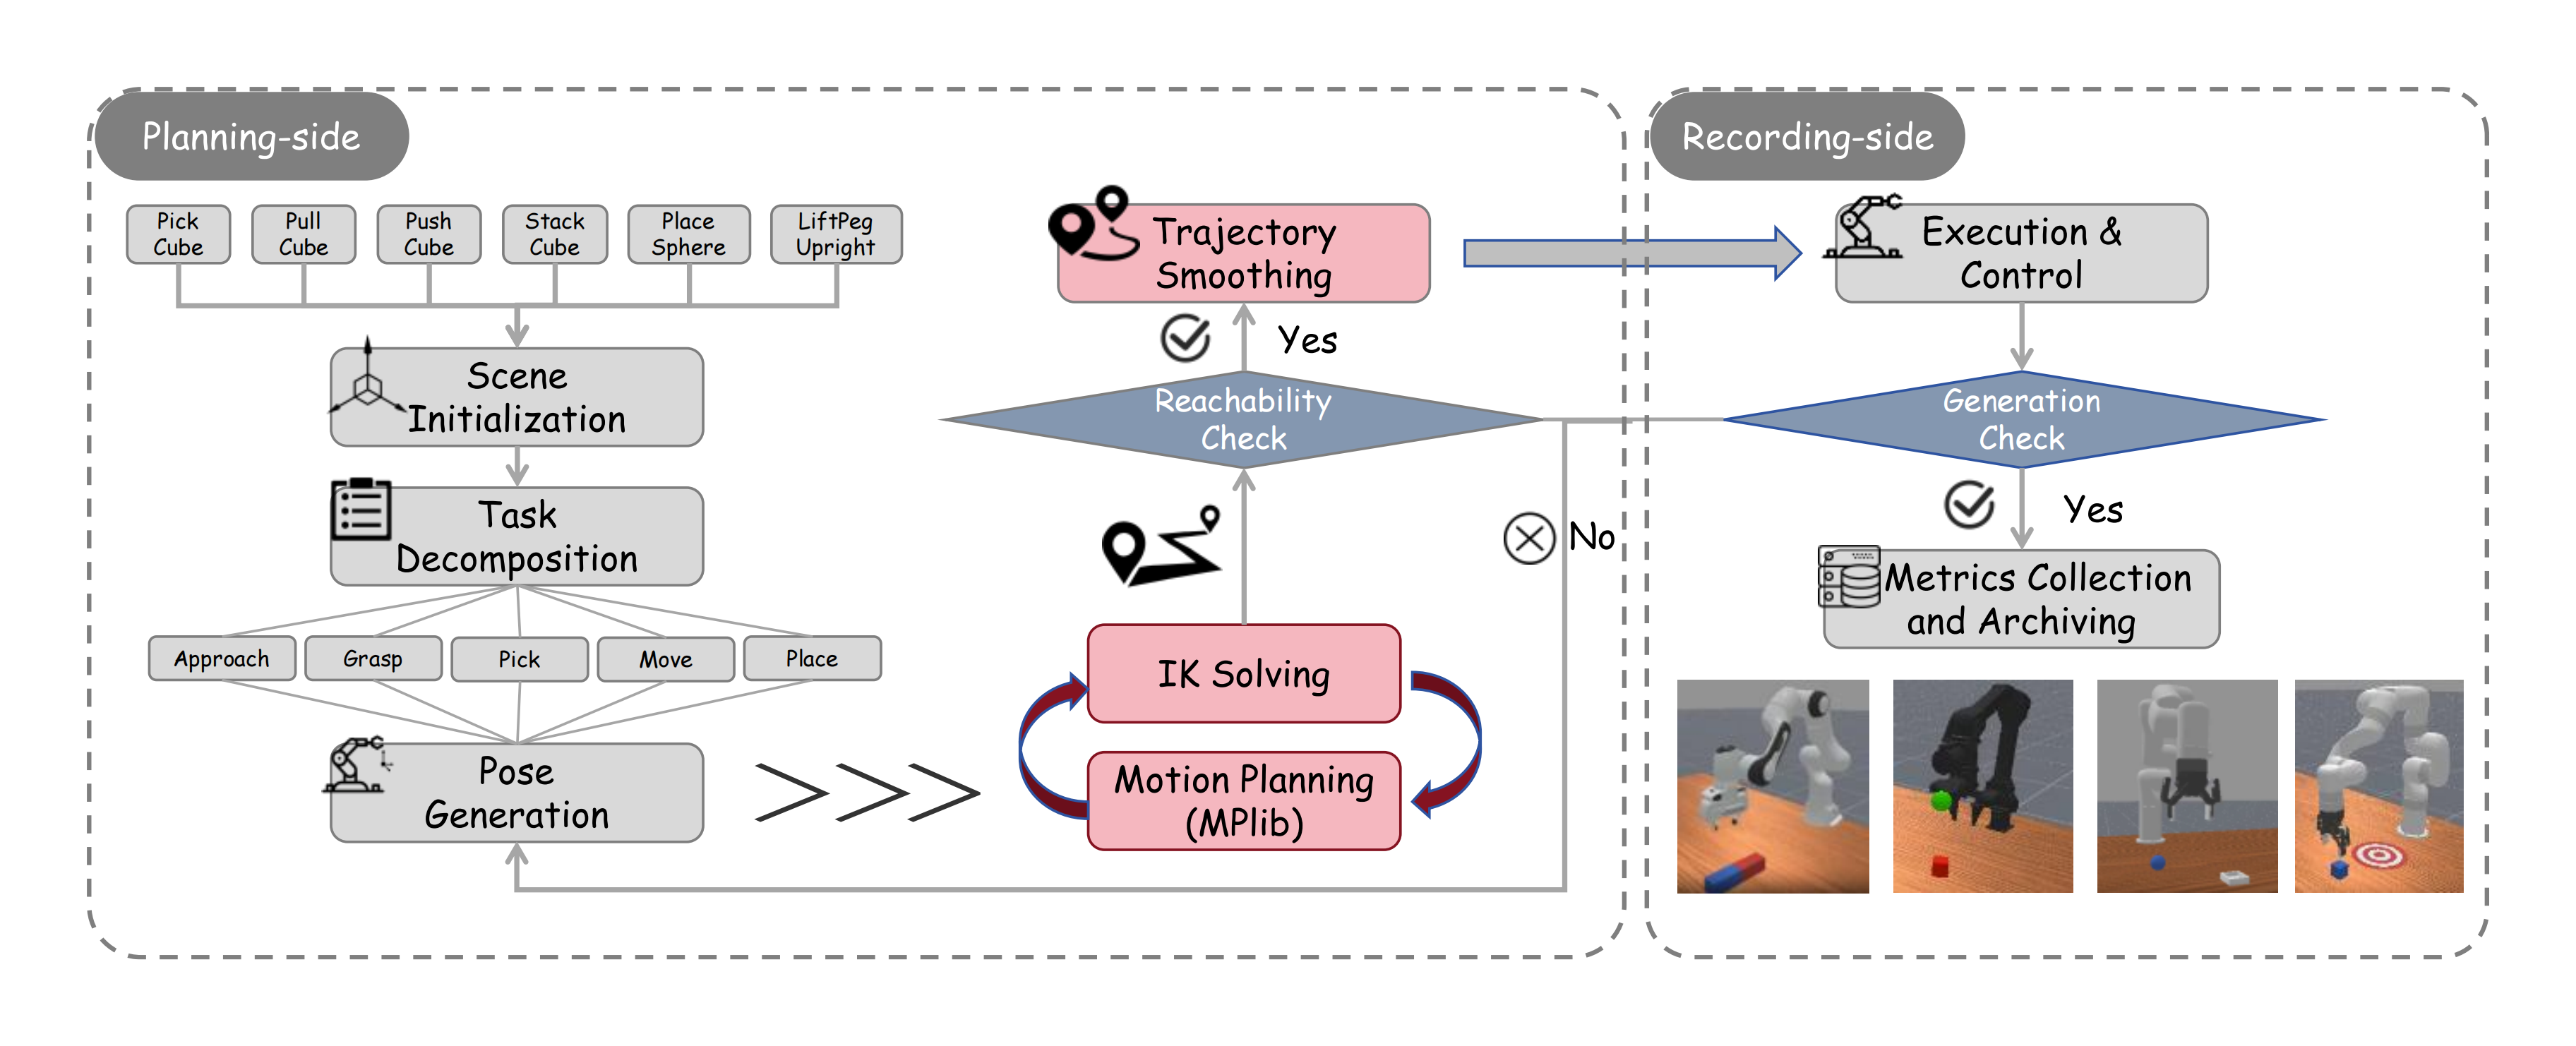 Planning-side
Pick
Cube
Pull
Cube
Push
Cube
Stack
Cube
Place
Sphere
LiftPeg
Upright
Scene
Initialization
Task
Decomposition
Approach
Grasp
Pick
Move
Place
Pose
Generation
Trajectory
Smoothing
Yes
Reachability
Check
No
IK Solving
Motion Planning
(MPlib)
Recording-side
Execution &
Control
Generation
Check
Yes
Metrics Collection
and Archiving